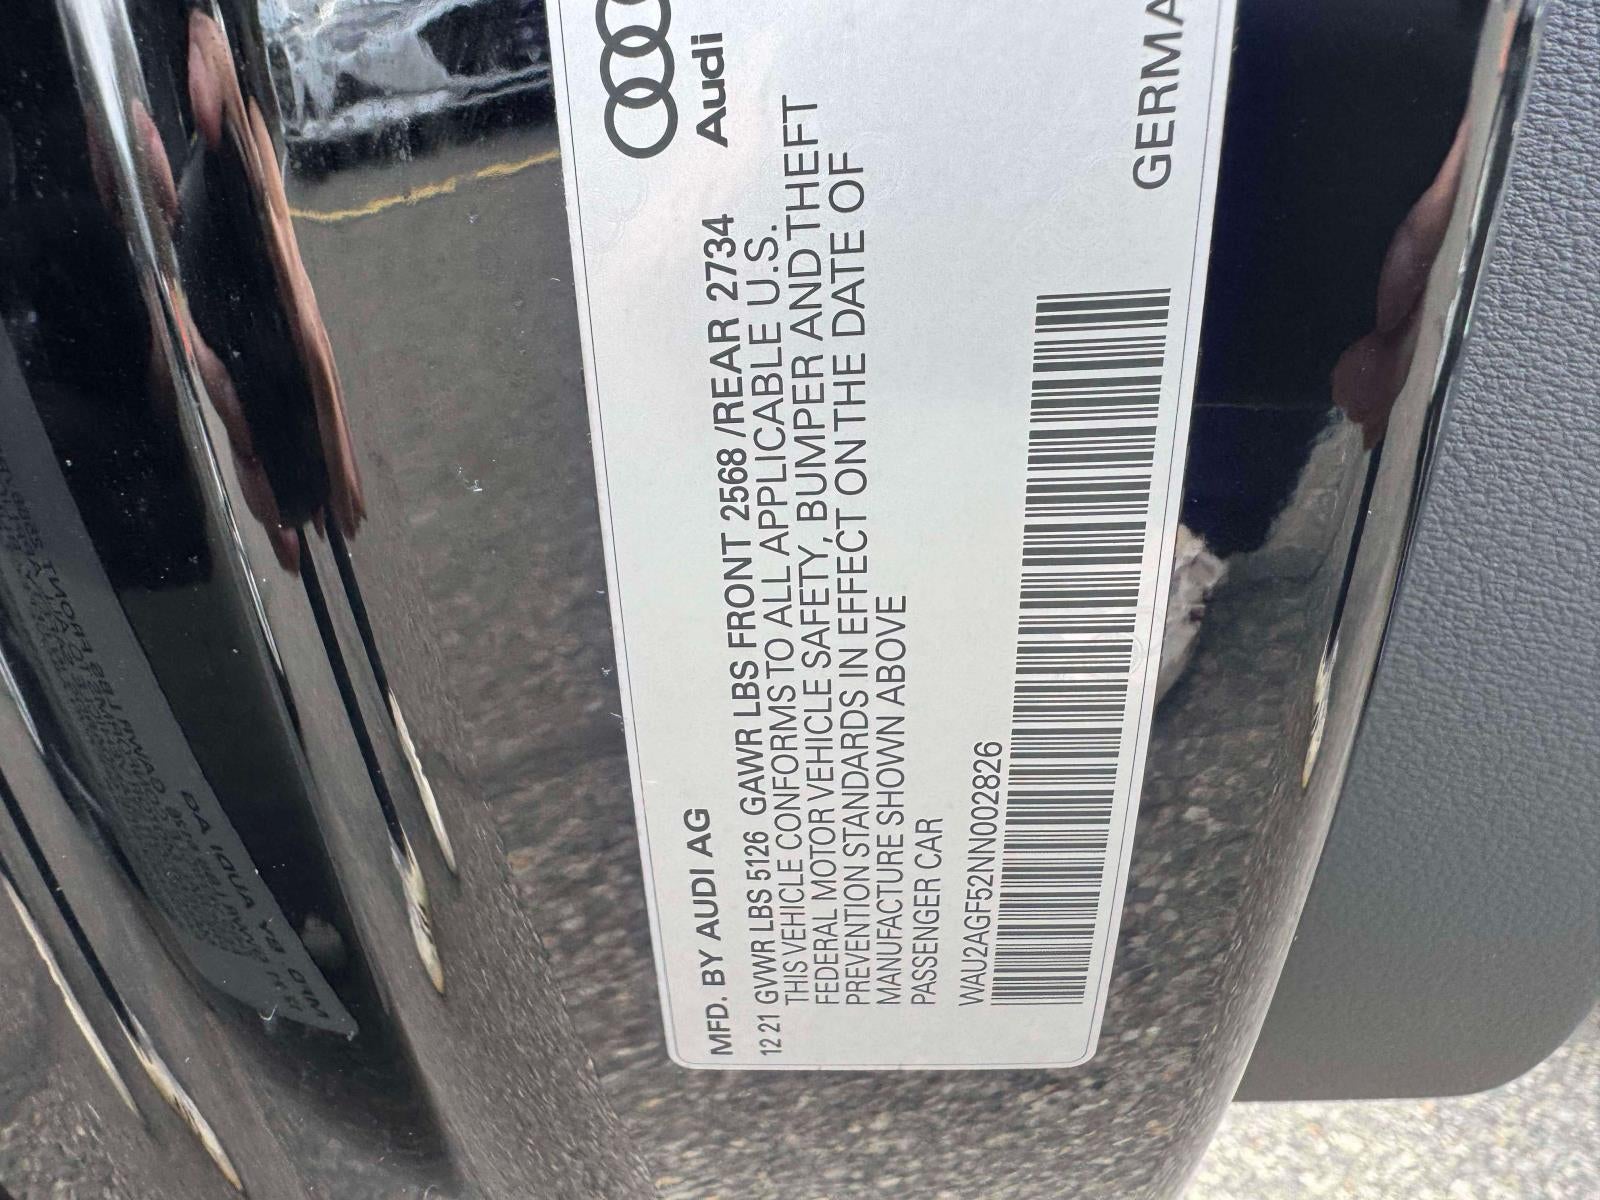 Audi
MFD. BY AUDI AG
12 21 GVWR LBS 5126 GAWR LBS FRONT 2568 /REAR 2734
THIS VEHICLE CONFORMS TO ALL APPLICABLE U.S.
FEDERAL MOTOR VEHICLE SAFETY, BUMPER AND THEFT
PREVENTION STANDARDS IN EFFECT ON THE DATE OF
MANUFACTURE SHOWN ABOVE
PASSENGER CAR
WAU2AGF52NN002826
GERMA